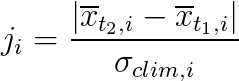 j_i = \frac{|\overline{x}_{t_2,i} - \overline{x}_{t_1,i}|}{\sigma_{clim,i}}